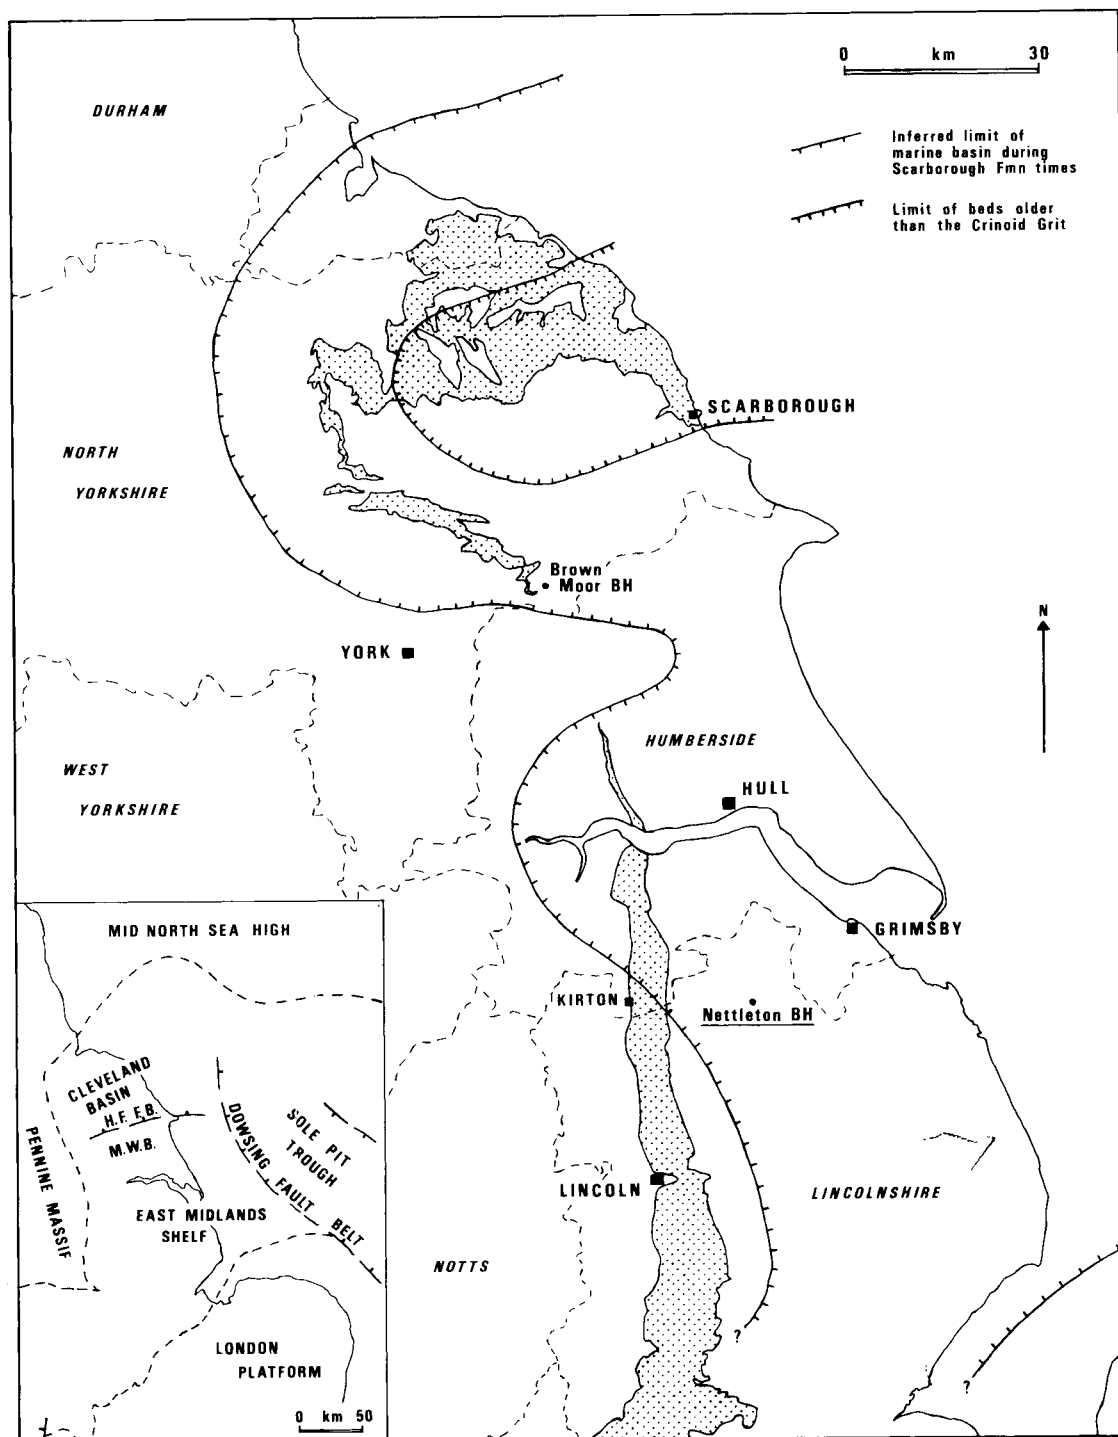 0 km 30
DURHAM
Inferred limit of
marine basin during
Scarborough Fmn times
Limit of beds older
than the Crinoid Grit
SCARBOROUGH
NORTH
YORKSHIRE
Brown
Moor BH
N
YORK
HUMBERSIDE
WEST
YORKSHIRE
HULL
GRIMSBY
KIRTON
Nettleton BH
LINCOLN
LINCOLNSHIRE
NOTTS
?
?
MID NORTH SEA HIGH
CLEVELAND
BASIN
H.F.F.B.
M.W.B.
PENNINE MASSIF
DOWSING FAULT BELT
SOLE PIT
TROUGH
EAST MIDLANDS
SHELF
LONDON
PLATFORM
0 km 50